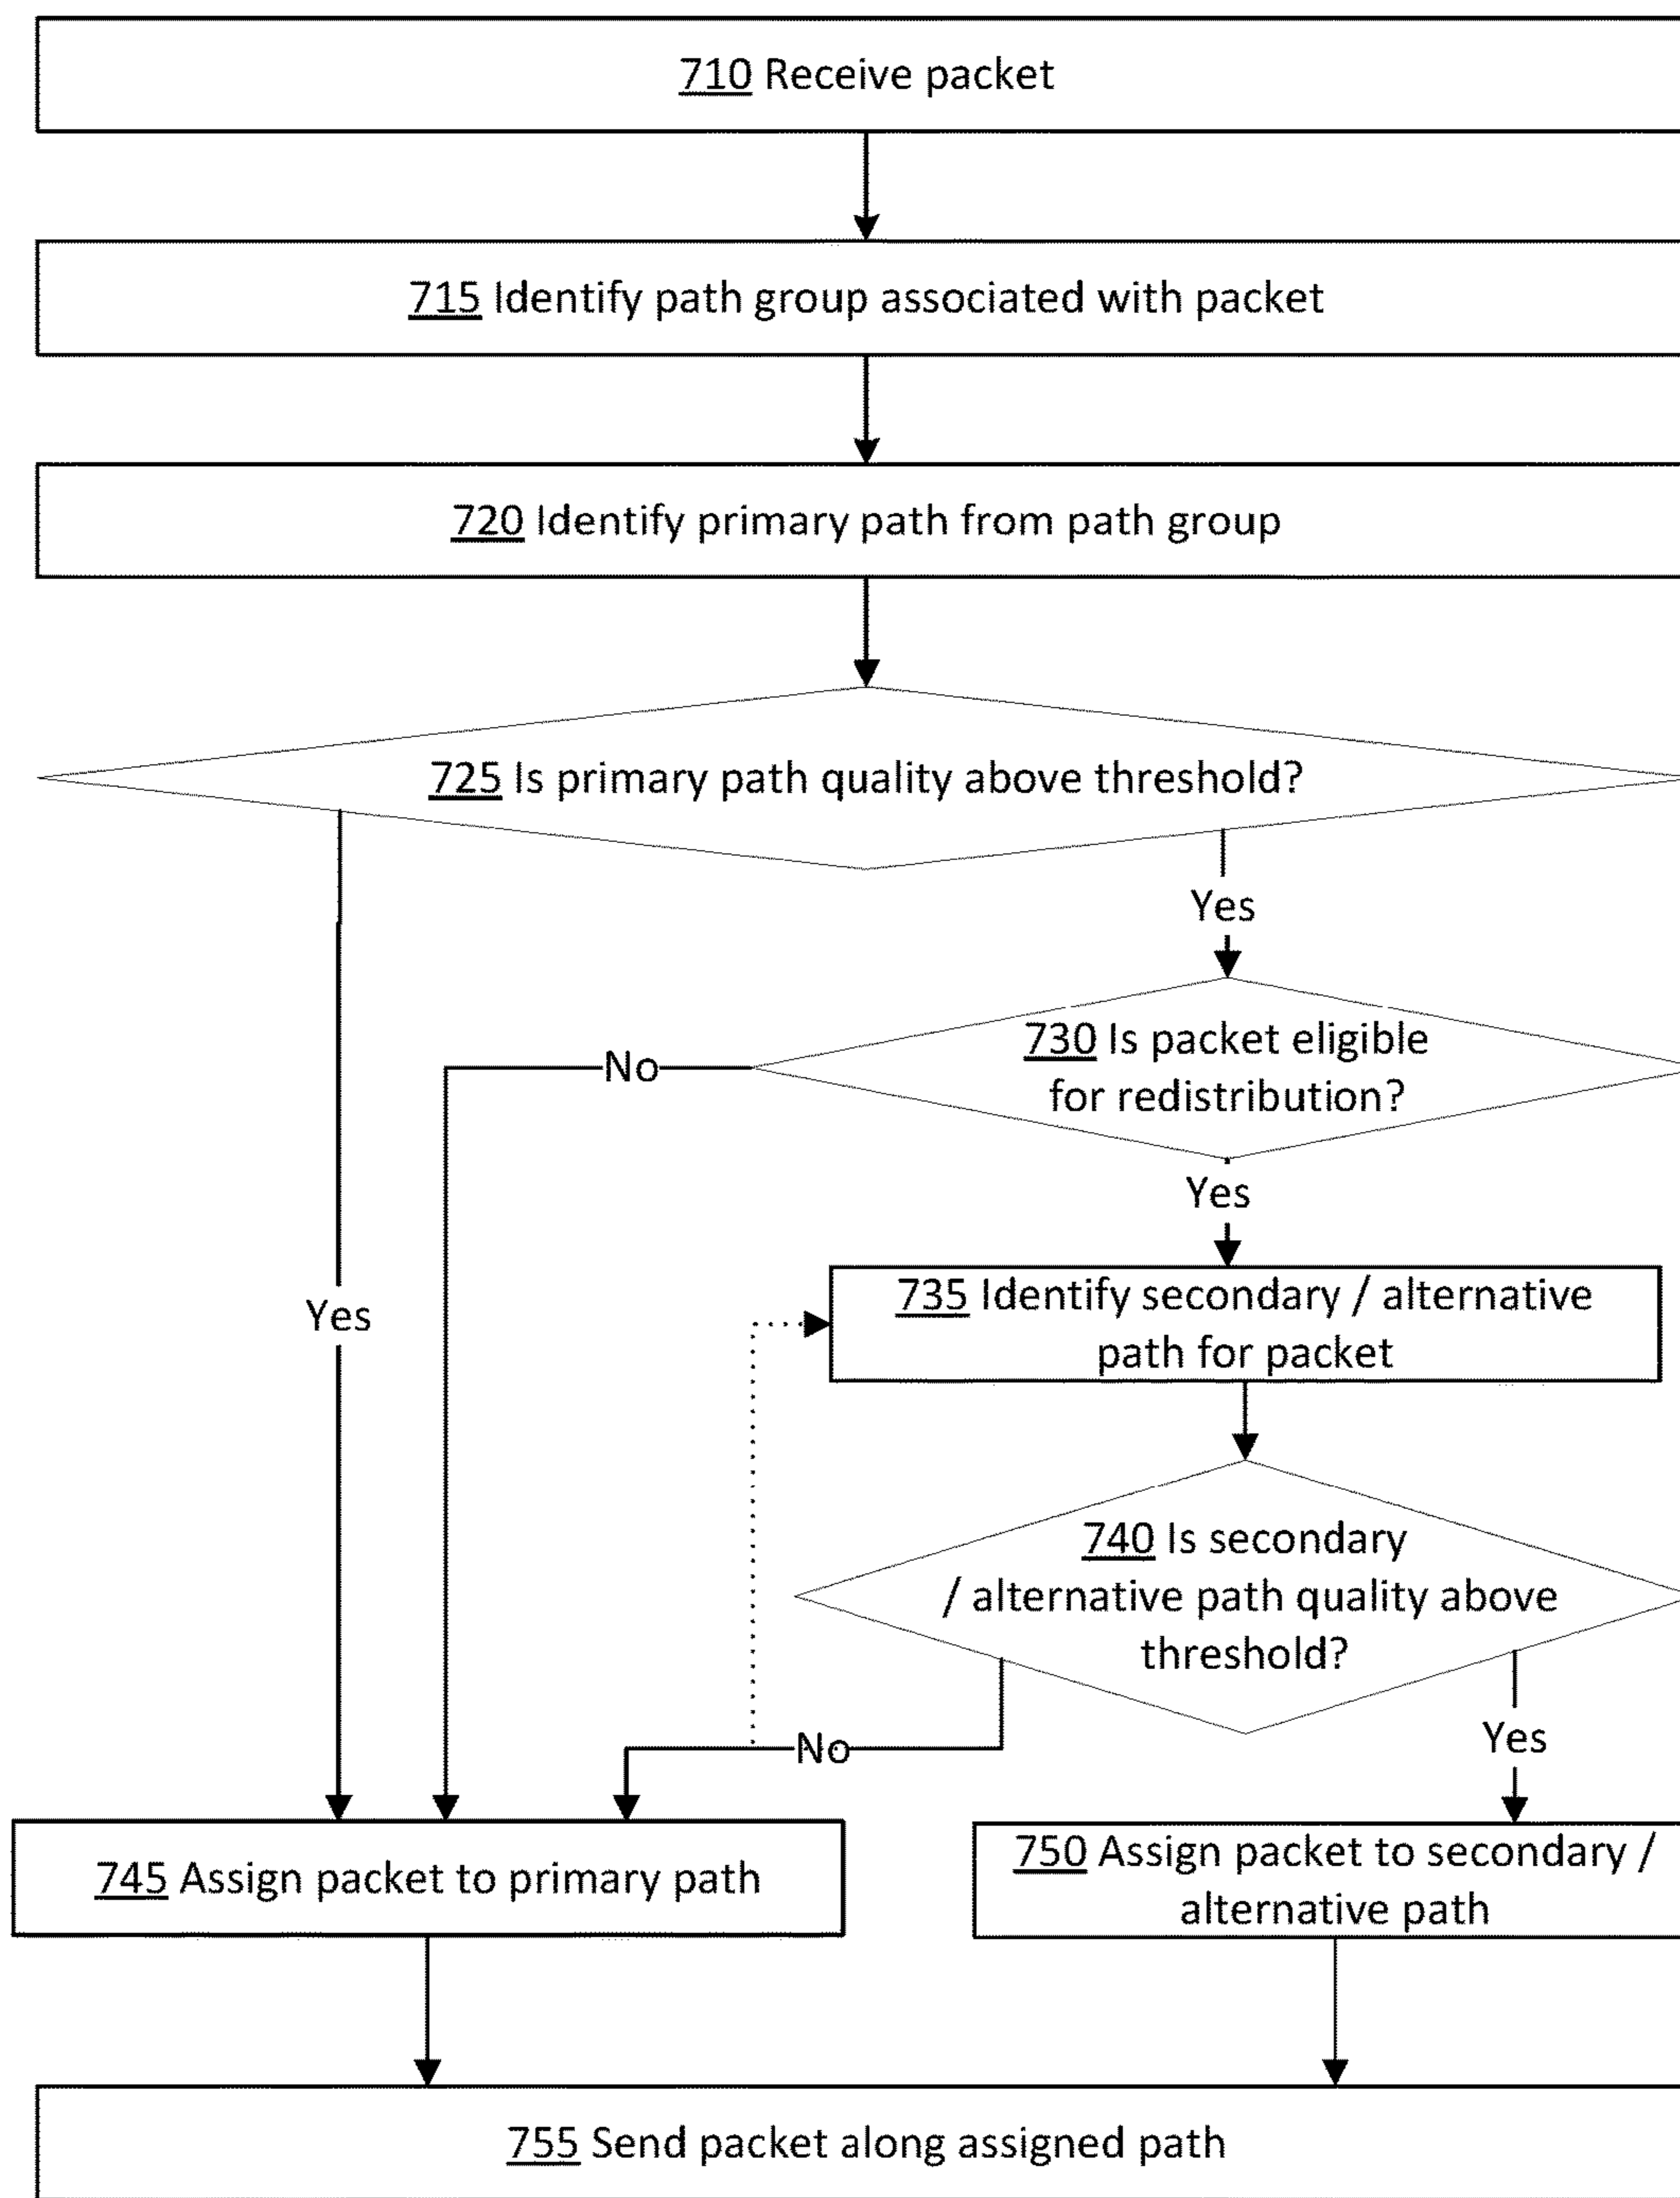 710 Receive packet
715 Identify path group associated with packet
720 Identify primary path from path group
725 Is primary path quality above threshold?
Yes
730 Is packet eligible
for redistribution?
No
Yes
Yes
735 Identify secondary / alternative
path for packet
740 Is secondary
/ alternative path quality above
threshold?
No
Yes
745 Assign packet to primary path
750 Assign packet to secondary /
alternative path
755 Send packet along assigned path